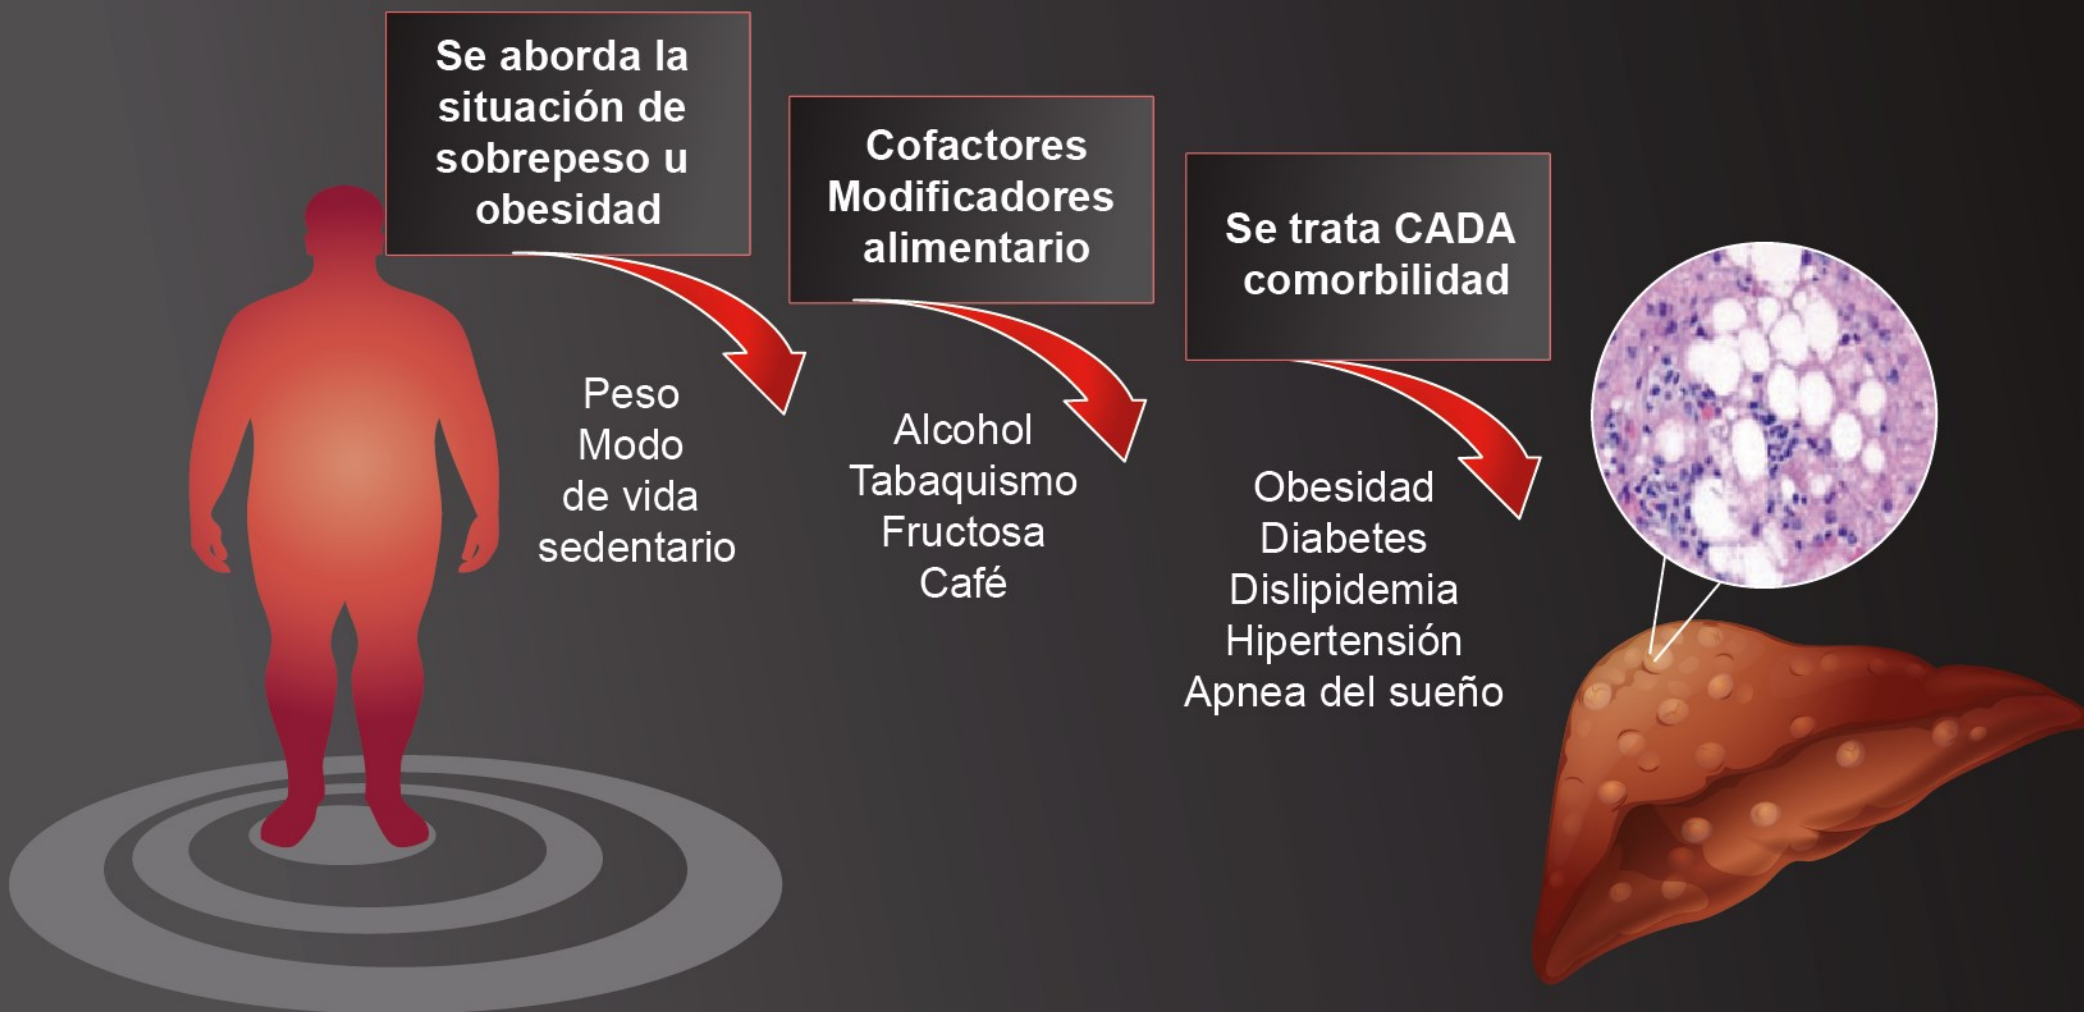 Se aborda la
situación de
sobrepeso u
obesidad
Peso
Modo
de vida
sedentario
Cofactores
Modificadores
alimentario
Alcohol
Tabaquismo
Fructosa
Café
Se trata CADA
comorbilidad
Obesidad
Diabetes
Dislipidemia
Hipertensión
Apnea del sueño